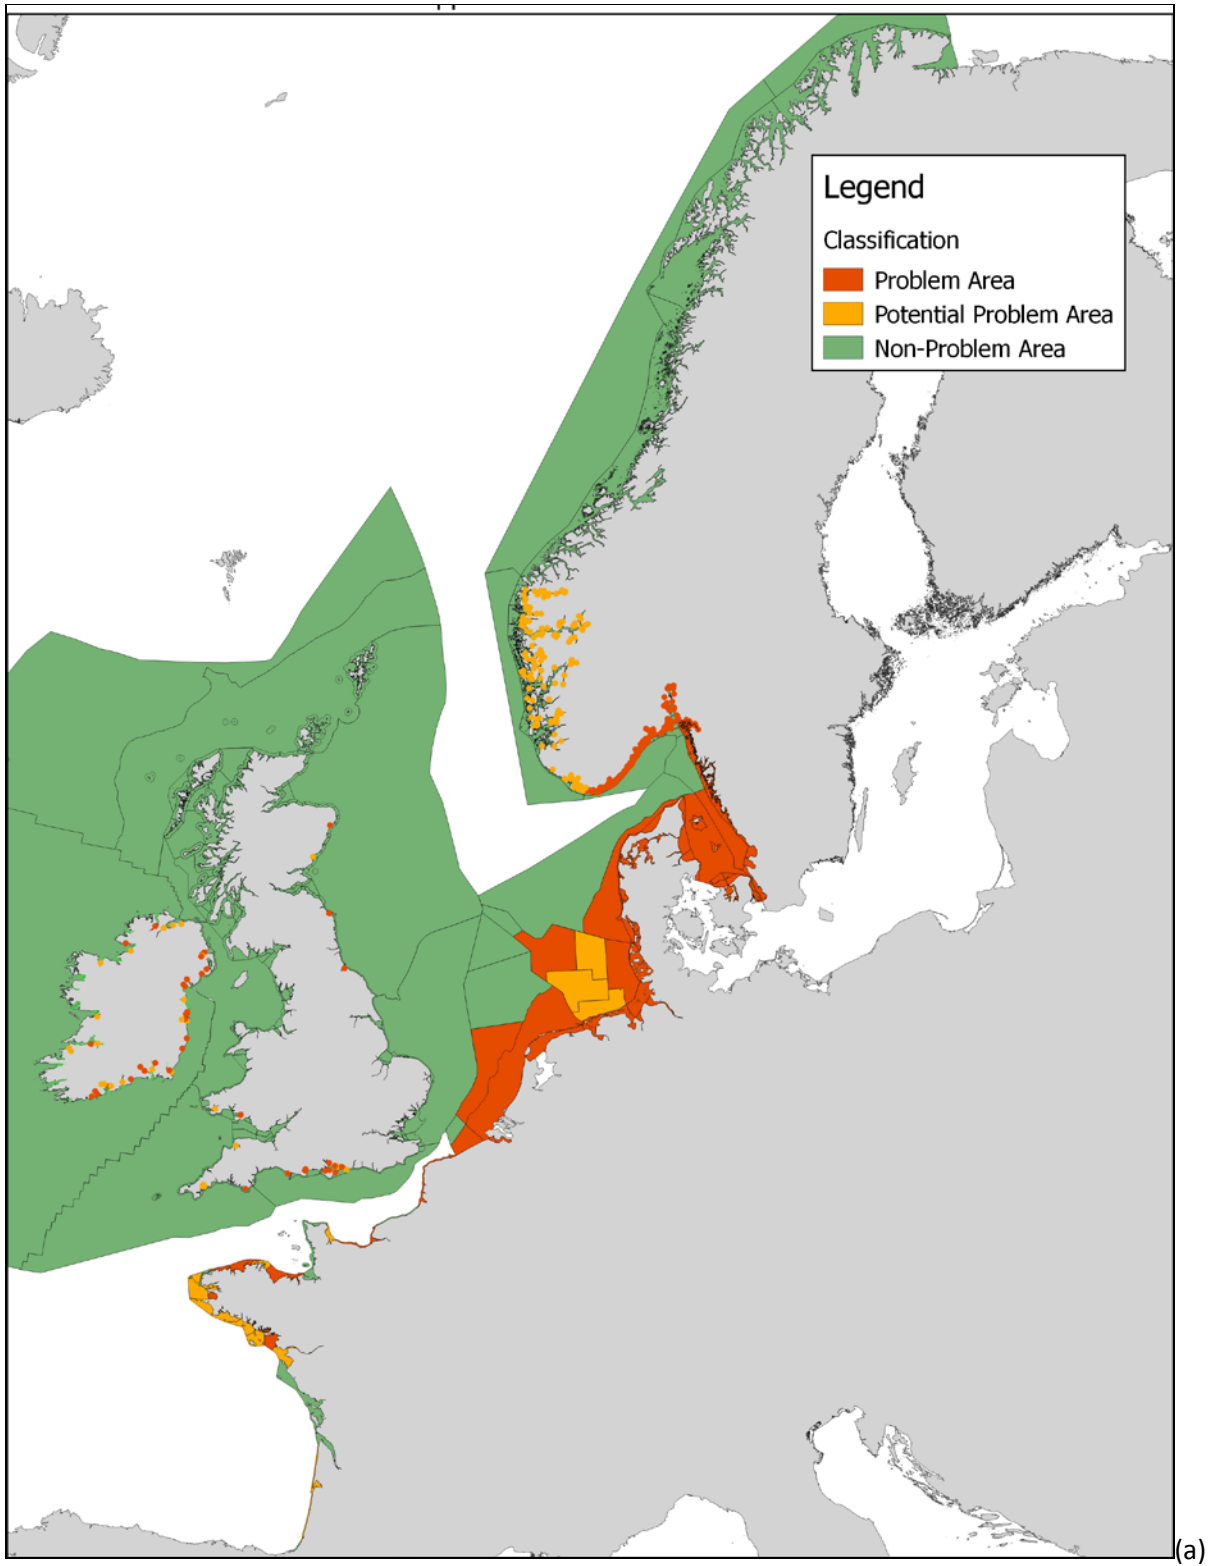 Legend
Classification
Problem Area
Potential Problem Area
Non-Problem Area
(a)